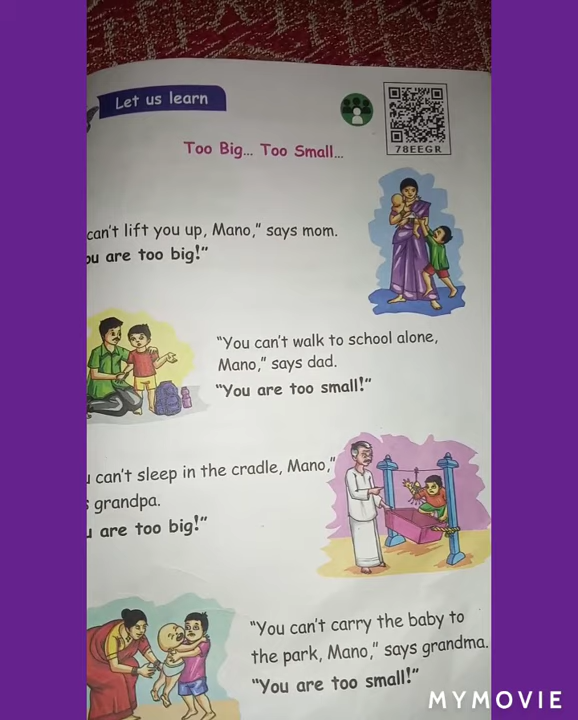 Let us learn
78EEGR
Too Big... Too Small...
can't lift you up, Mano," says mom.
are too big!"
"You can't walk to school alone,
Mano," says dad.
"You are too small!"
can't sleep in the cradle, Mano,"
grandpa.
are too big!"
"You can't carry the baby to
the park, Mano," says grandma.
"You are too small!"
MYMOVIE